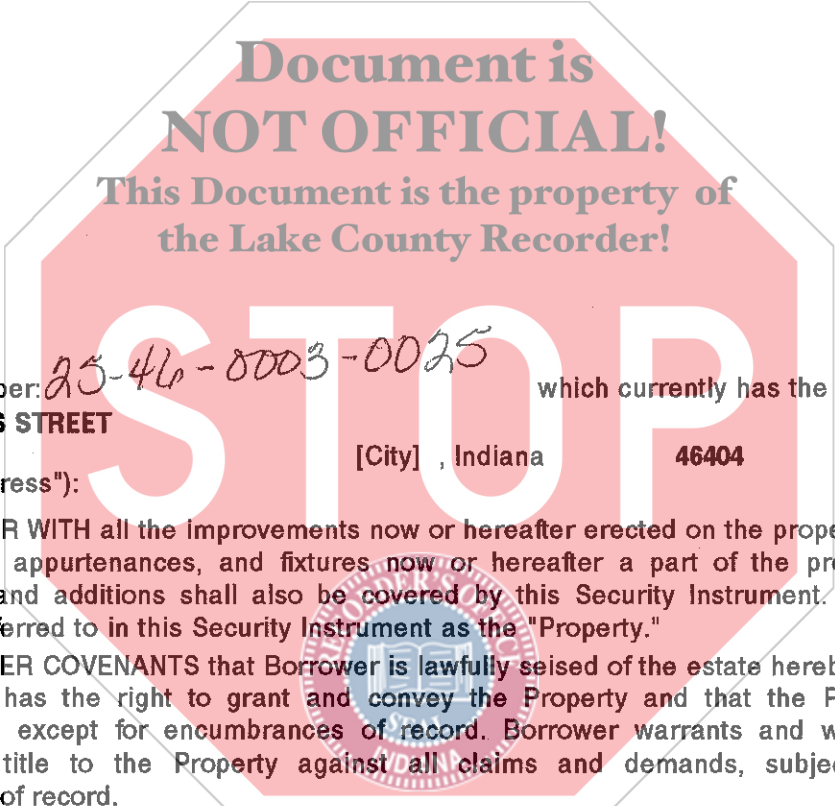 Document is
NOT OFFICIAL!
This Document is the property of
the Lake County Recorder!
STOP
ber: 25-46-0003-0025 which currently has the
S STREET
[City] , Indiana 46404
ress"):
R WITH all the improvements now or hereafter erected on the prope
appurtenances, and fixtures now or hereafter a part of the pr
and additions shall also be covered by this Security Instrument.
erred to in this Security Instrument as the "Property."
ER COVENANTS that Borrower is lawfully seised of the estate hereb
has the right to grant and convey the Property and that the P
except for encumbrances of record. Borrower warrants and w
title to the Property against all claims and demands, subjec
of record.
SEAL
INDIANA